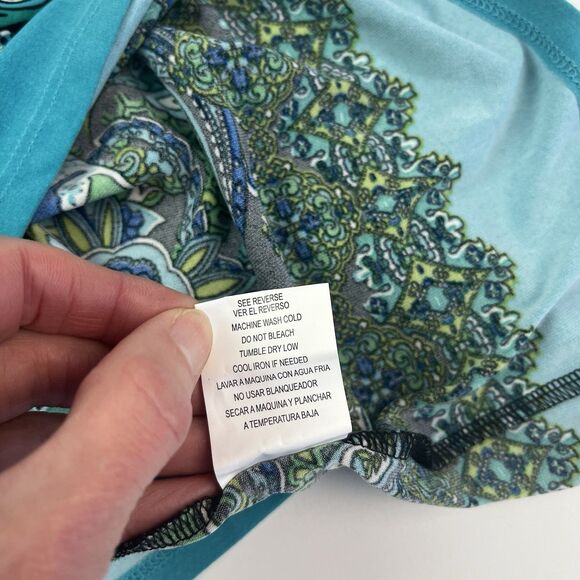 SEE REVERSE
VER EL REVERSO
MACHINE WASH COLD
DO NOT BLEACH
TUMBLE DRY LOW
COOL IRON IF NEEDED
LAVAR A MAQUINA CON AGUA FRIA
NO USAR BLANQUEADOR
SECAR A MAQUINA Y PLANCHAR
A TEMPERATURA BAJA